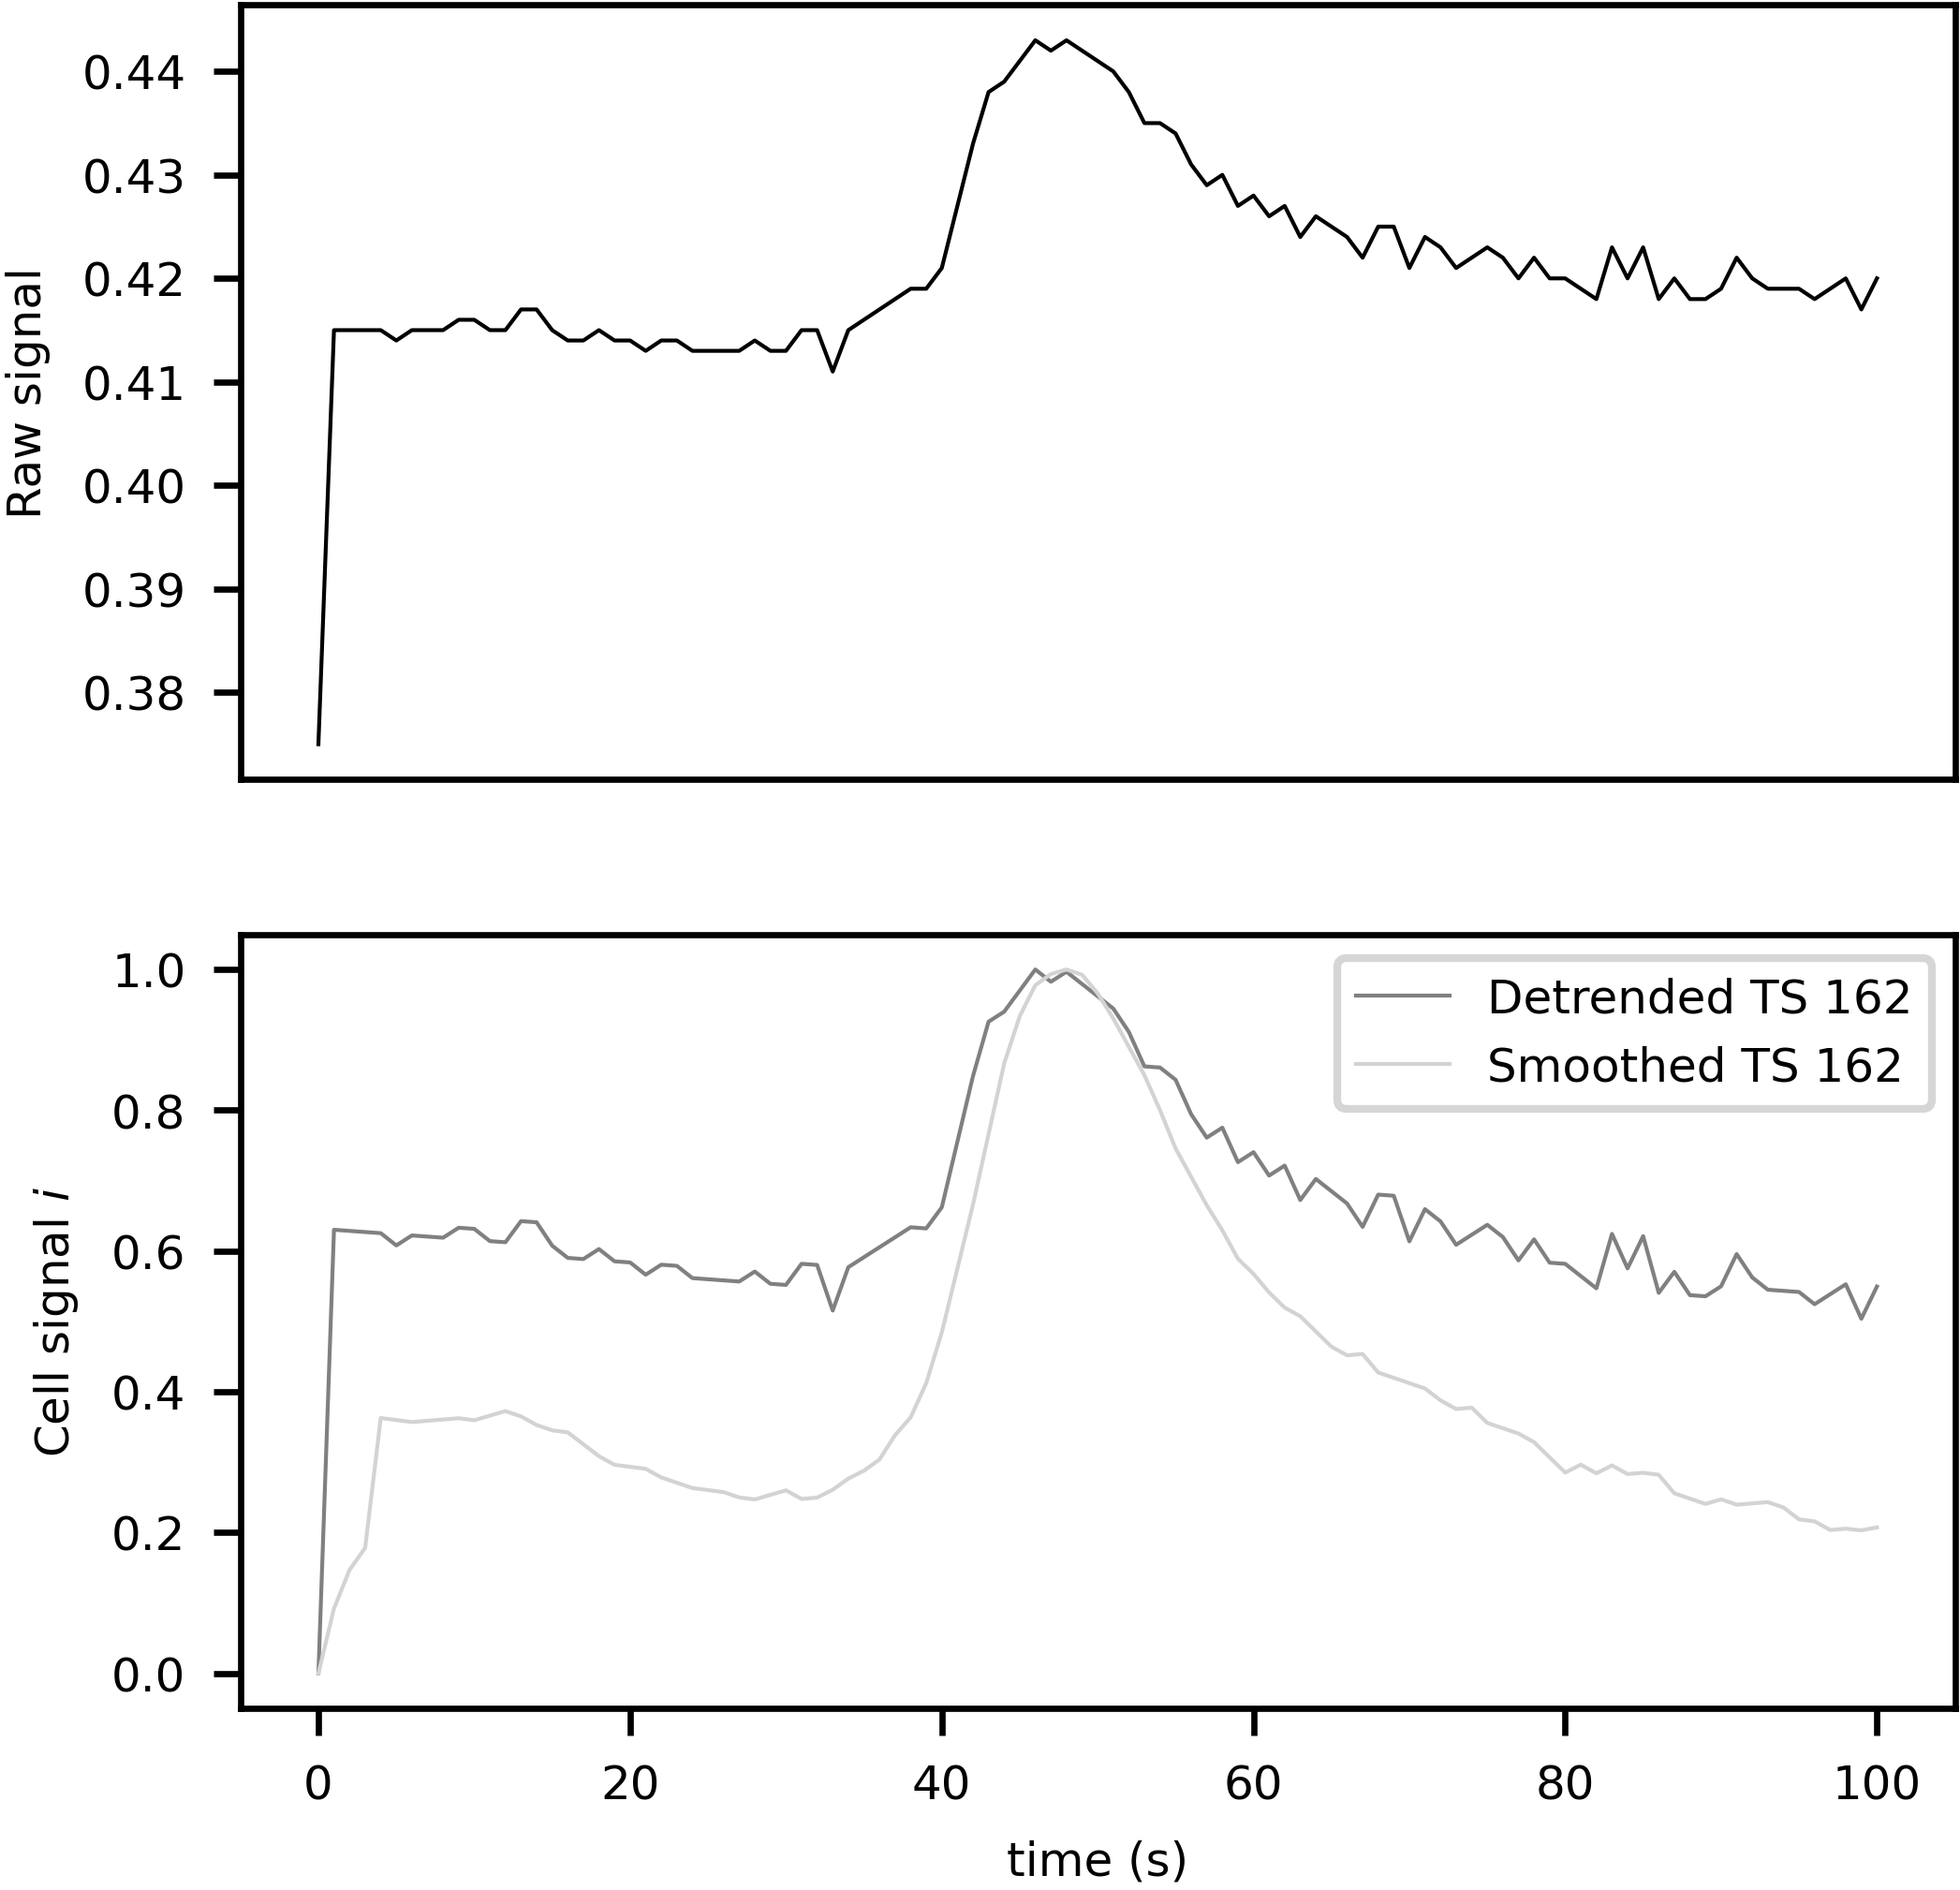 0.44
0.43
0.42
0.41
0.40
0.39
0.38
Raw signal
1.0
0.8
0.6
0.4
0.2
0.0
Cell signal i
Detrended TS 162
Smoothed TS 162
0 20 40 60 80 100
time (s)